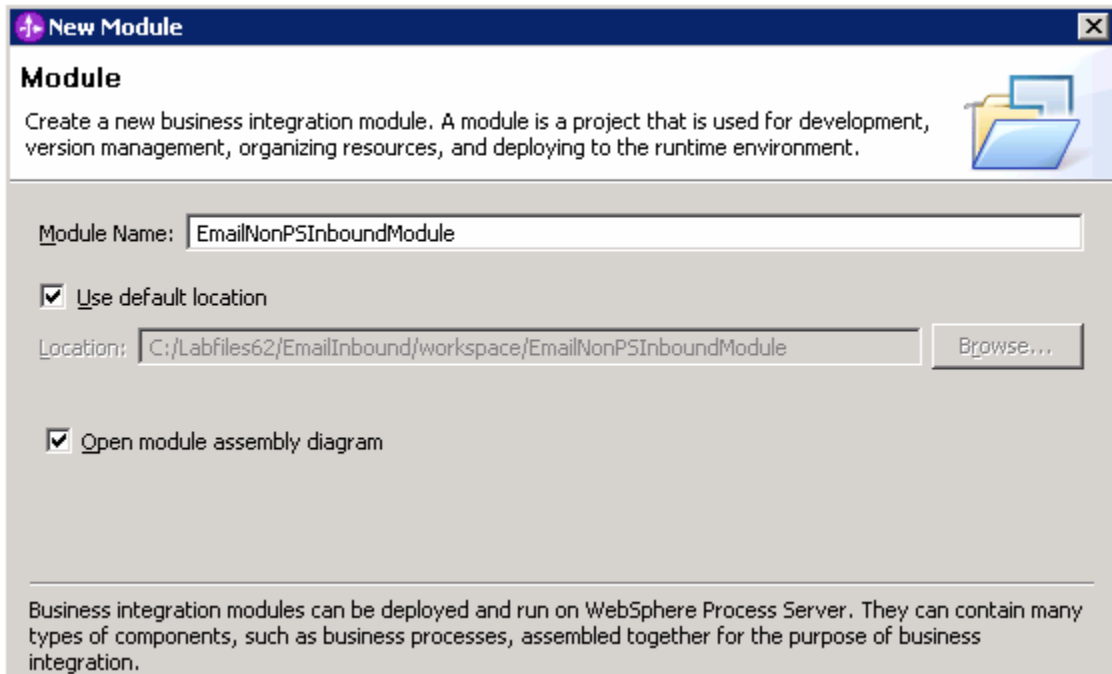 New Module
Module
Create a new business integration module. A module is a project that is used for development,
version management, organizing resources, and deploying to the runtime environment.
Module Name: EmailNonPSInboundModule
Use default location
Location: C:/Labfiles62/EmailInbound/workspace/EmailNonPSInboundModule Browse...
Open module assembly diagram
Business integration modules can be deployed and run on WebSphere Process Server. They can contain many
types of components, such as business processes, assembled together for the purpose of business
integration.